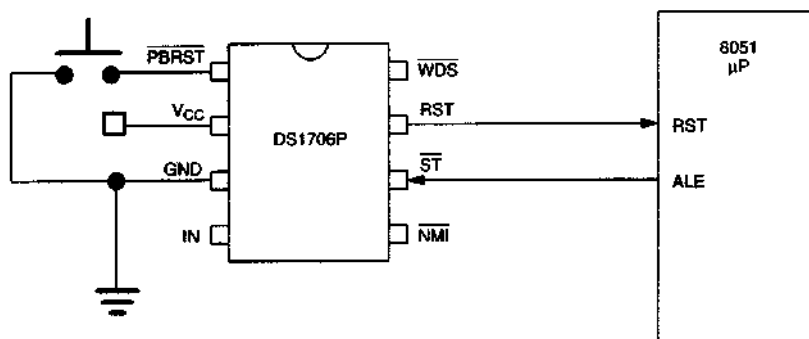 8051
μP
PBRST
WDS
VCC
RST
DS1706P
RST
GND
ST
ALE
IN
NMI